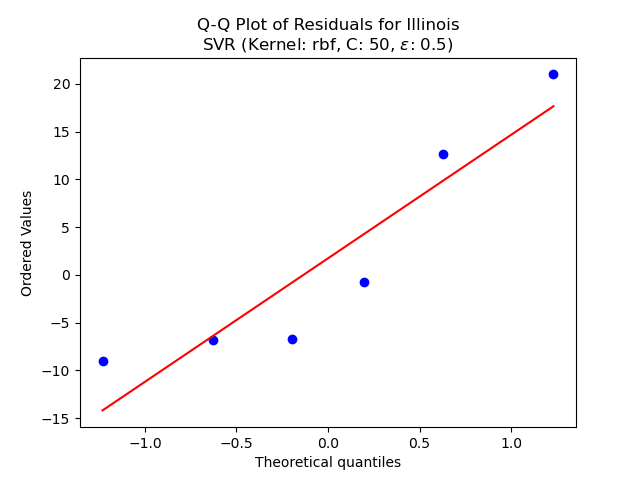 Q-Q Plot of Residuals for Illinois
SVR (Kernel: rbf, C: 50, ε: 0.5)
20
15
10
5
0
−5
−10
−15
Ordered Values
−1.0 −0.5 0.0 0.5 1.0
Theoretical quantiles